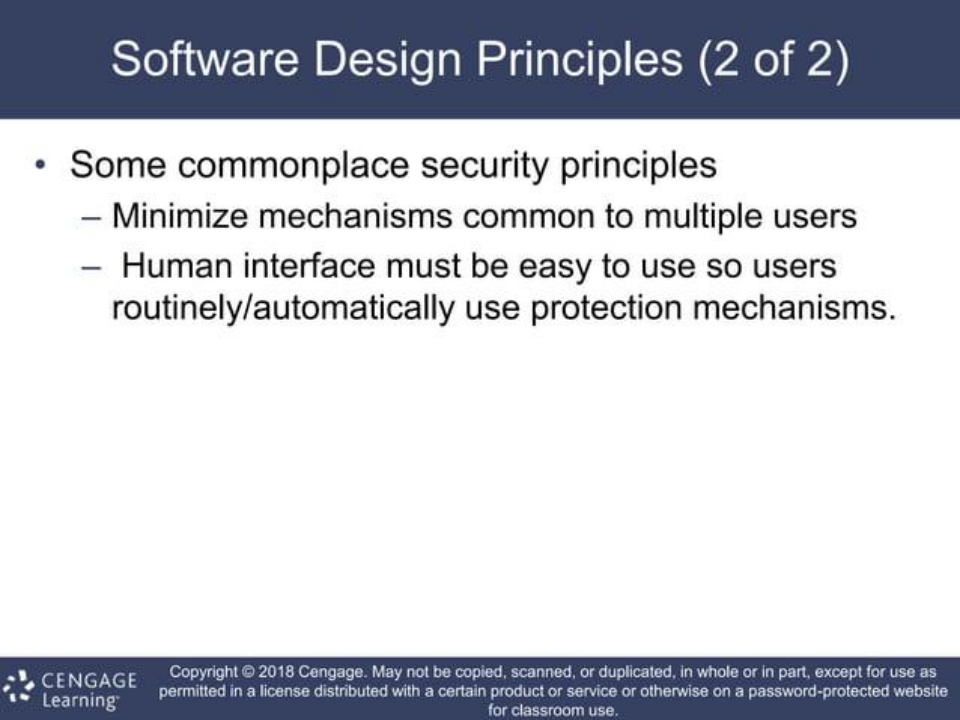 Software Design Principles (2 of 2)
• Some commonplace security principles
– Minimize mechanisms common to multiple users
– Human interface must be easy to use so users
routinely/automatically use protection mechanisms.
CENGAGE
Learning™
Copyright © 2018 Cengage. May not be copied, scanned, or duplicated, in whole or in part, except for use as
permitted in a license distributed with a certain product or service or otherwise on a password-protected website
for classroom use.